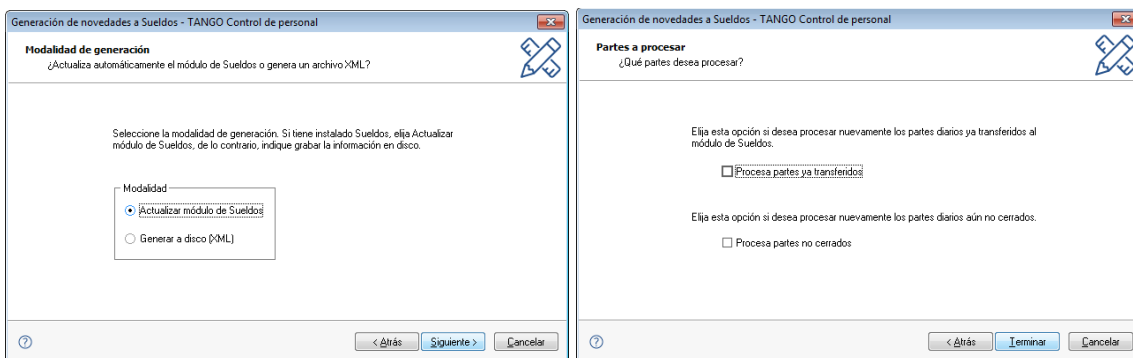 Generación de novedades a Sueldos - TANGO Control de personal
Modalidad de generación
¿Actualiza automáticamente el módulo de Sueldos o genera un archivo XML?
Seleccione la modalidad de generación. Si tiene instalado Sueldos, elija Actualizar
módulo de Sueldos, de lo contrario, indique grabar la información en disco.
Modalidad
Actualizar módulo de Sueldos
Generar a disco (XML)
< Atrás
Siguiente >
Cancelar
Generación de novedades a Sueldos - TANGO Control de personal
Partes a procesar
¿Qué partes desea procesar?
Elija esta opción si desea procesar nuevamente los partes diarios ya transferidos al
módulo de Sueldos.
Procesa partes ya transferidos
Elija esta opción si desea procesar nuevamente los partes diarios aún no cerrados.
Procesa partes no cerrados
< Atrás
Terminar
Cancelar